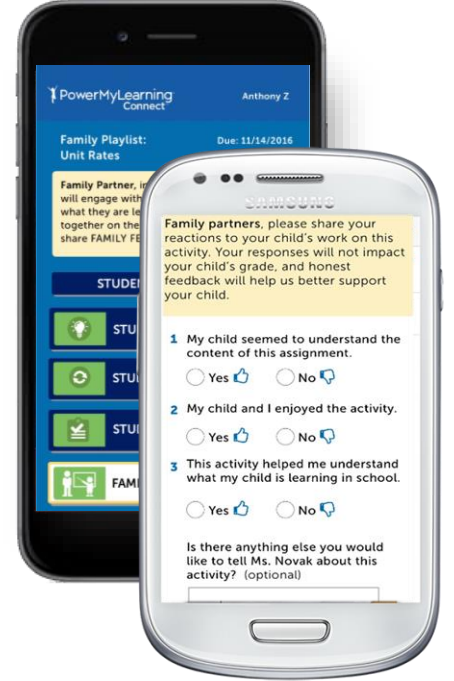 PowerMyLearning
Connect
Anthony Z
Family Playlist:
Unit Rates
Due: 11/14/2016
Family Partner, in
will engage with
what they are le
together on the
share FAMILY FE
STUDE
STU
STU
STU
FAMI
SAMSUNG
Family partners, please share your
reactions to your child's work on this
activity. Your responses will not impact
your child's grade, and honest
feedback will help us better support
your child.
1 My child seemed to understand the
content of this assignment.
Yes No
2 My child and I enjoyed the activity.
Yes No
3 This activity helped me understand
what my child is learning in school.
Yes No
Is there anything else you would
like to tell Ms. Novak about this
activity? (optional)